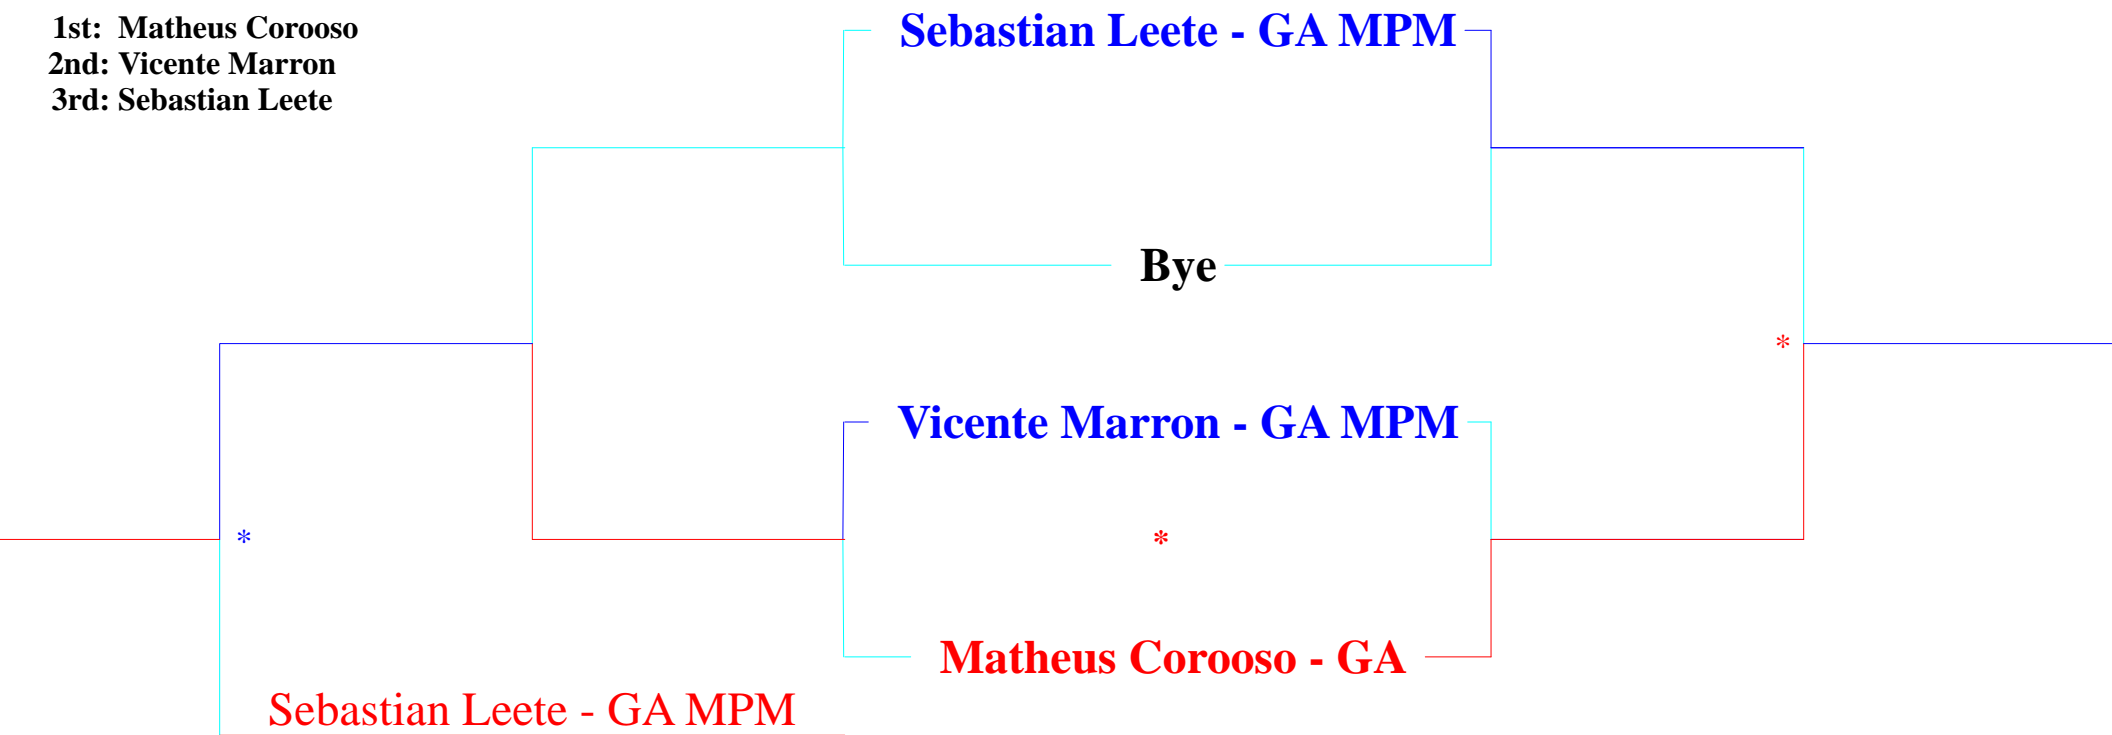 1st: Matheus Corooso
2nd: Vicente Marron
3rd: Sebastian Leete
Sebastian Leete - GA MPM
Bye
*
Vicente Marron - GA MPM
*
*
Matheus Corooso - GA
Sebastian Leete - GA MPM